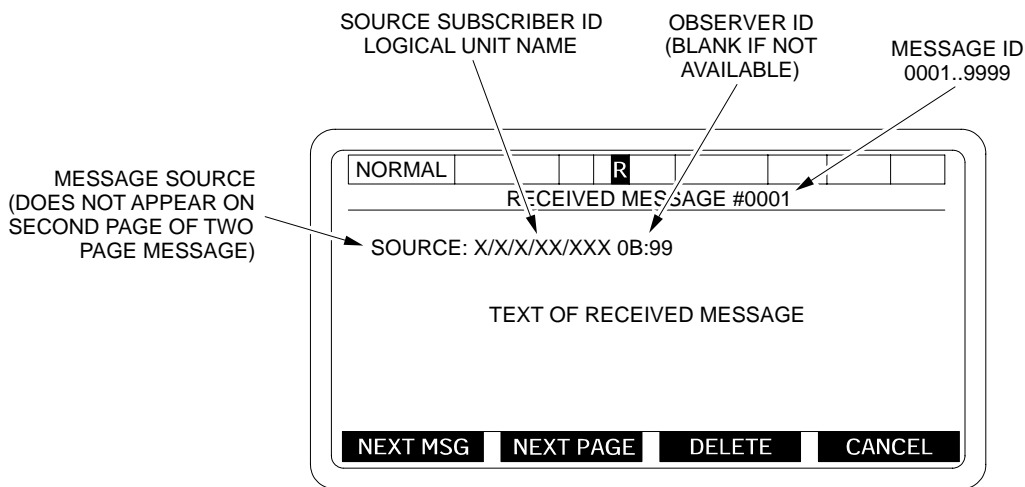 SOURCE SUBSCRIBER ID
LOGICAL UNIT NAME
OBSERVER ID
(BLANK IF NOT
AVAILABLE)
MESSAGE ID
0001..9999
MESSAGE SOURCE
(DOES NOT APPEAR ON
SECOND PAGE OF TWO
PAGE MESSAGE)
NORMAL R
RECEIVED MESSAGE #0001
SOURCE: X/X/X/XX/XXX 0B:99
TEXT OF RECEIVED MESSAGE
NEXT MSG NEXT PAGE DELETE CANCEL